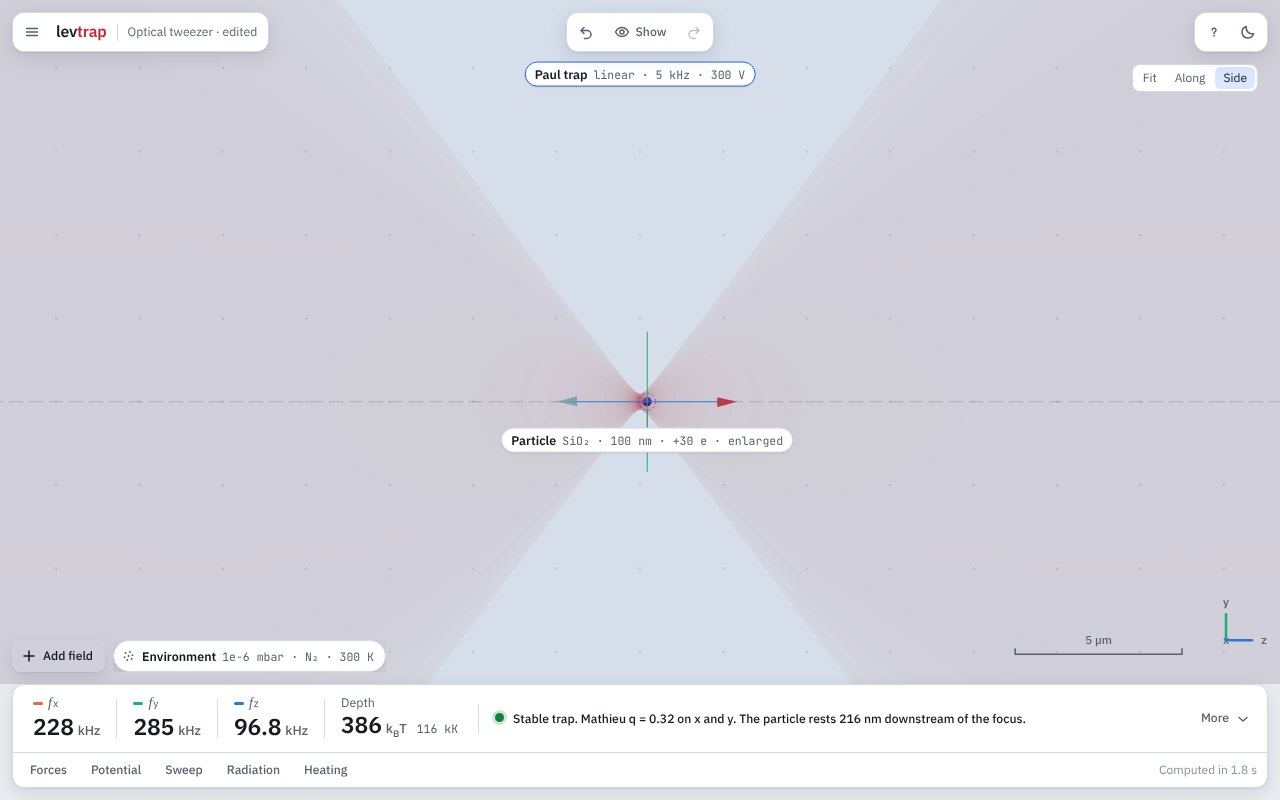 levtrap
Optical tweezer · edited
Show
?
Paul trap linear · 5 kHz · 300 V
Fit
Along
Side
Particle SiO₂ · 100 nm · +30 e · enlarged
y
x
z
5 μm
Add field
Environment 1e-6 mbar · N₂ · 300 K
fx
228 kHz
fy
285 kHz
fz
96.8 kHz
Depth
386 kBT 116 kK
Stable trap. Mathieu q = 0.32 on x and y. The particle rests 216 nm downstream of the focus.
More
Forces
Potential
Sweep
Radiation
Heating
Computed in 1.8 s